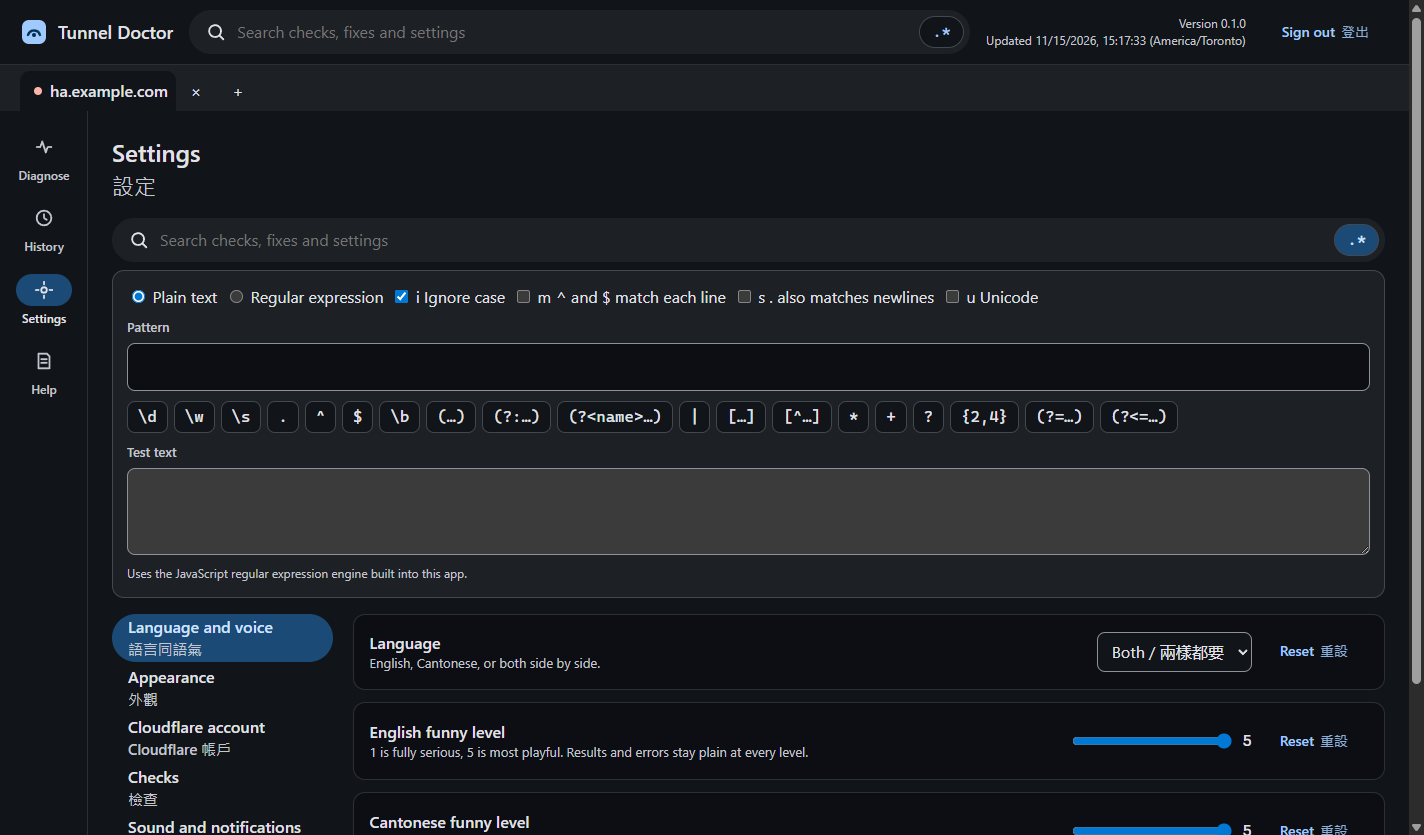 Tunnel Doctor
Search checks, fixes and settings
.*
Version 0.1.0
Updated 11/15/2026, 15:17:33 (America/Toronto)
Sign out 登出
ha.example.com × +
Diagnose
History
Settings
Help
Settings
設定
Search checks, fixes and settings
.*
Plain text Regular expression i Ignore case m ^ and $ match each line s . also matches newlines u Unicode
Pattern
\d \w \s . ^ $ \b (…) (?:…) (?<name>…) | […] [^…] * + ? {2,4} (?=…) (?<=…)
Test text
Uses the JavaScript regular expression engine built into this app.
Language and voice
語言同語氣
Appearance
外觀
Cloudflare account
Cloudflare 帳戶
Checks
檢查
Sound and notifications
Language
English, Cantonese, or both side by side.
Both / 兩樣都要
Reset 重設
English funny level
1 is fully serious, 5 is most playful. Results and errors stay plain at every level.
5
Reset 重設
Cantonese funny level
5
Reset 重設